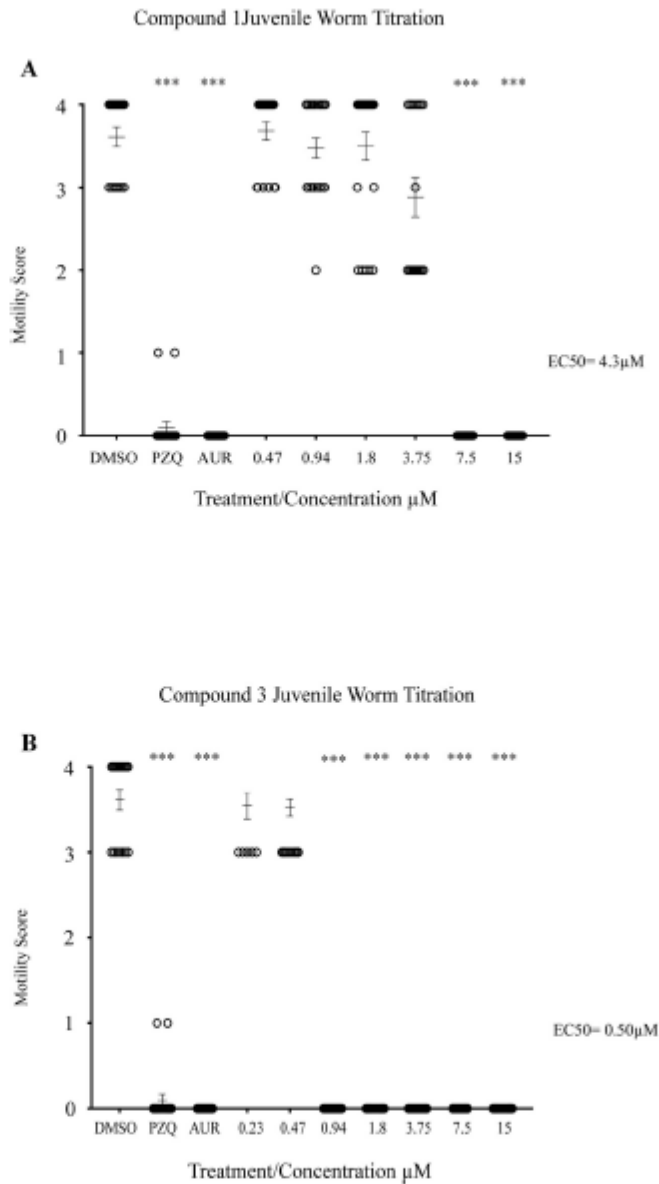 Compound 1Juvenile Worm Titration
A
*** *** *** ***
4
3
2
1
0
Motility Score
EC50= 4.3µM
DMSO PZQ AUR 0.47 0.94 1.8 3.75 7.5 15
Treatment/Concentration µM
Compound 3 Juvenile Worm Titration
B
*** *** *** *** *** *** ***
4
3
2
1
0
Motility Score
EC50= 0.50µM
DMSO PZQ AUR 0.23 0.47 0.94 1.8 3.75 7.5 15
Treatment/Concentration µM